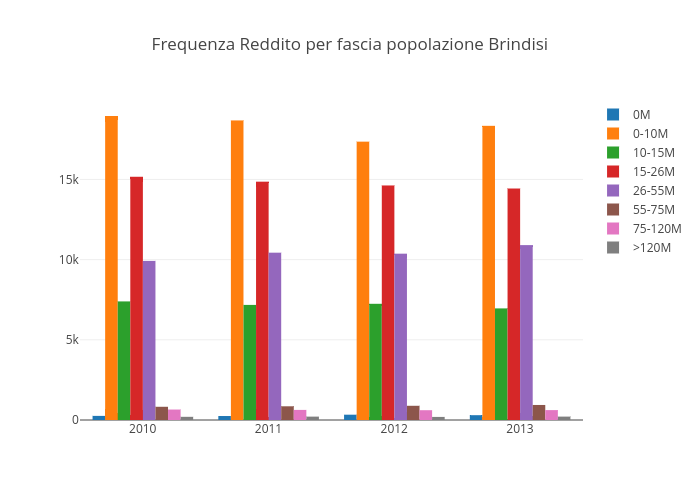 Frequenza Reddito per fascia popolazione Brindisi
0M
0-10M
10-15M
15-26M
26-55M
55-75M
75-120M
>120M
15k
10k
5k
0
2010 2011 2012 2013